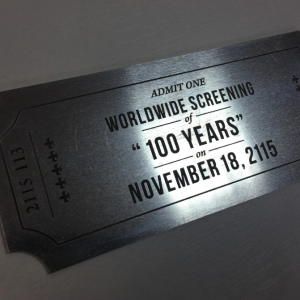 ADMIT ONE
WORLDWIDE SCREENING
of
"100 YEARS"
on
NOVEMBER 18, 2115
2115 113